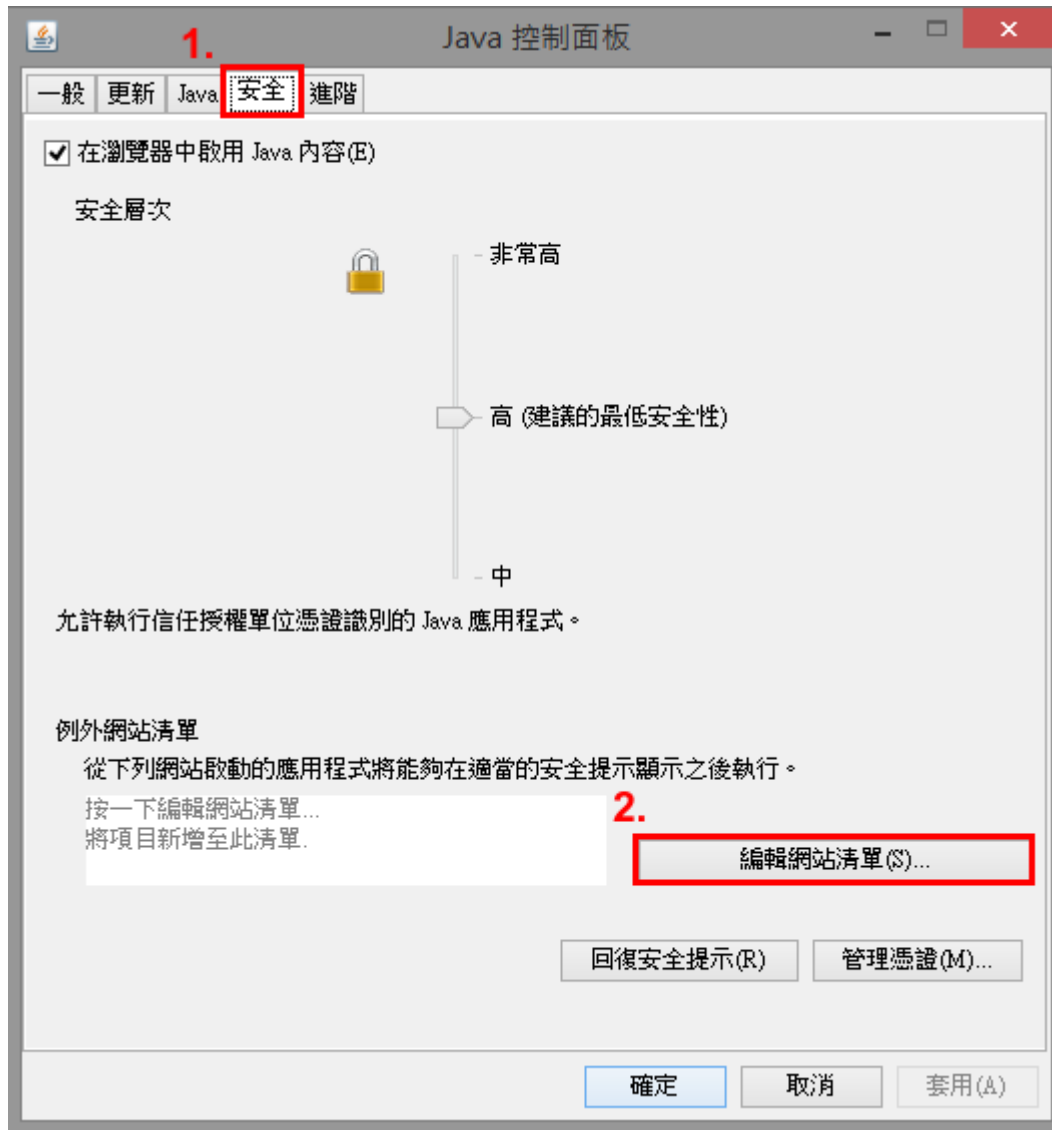 1.
Java 控制面板
一般 更新 Java 安全 進階
在瀏覽器中啟用 Java 內容(E)
安全層次
非常高
高 (建議的最低安全性)
中
允許執行信任授權單位憑證識別的 Java 應用程式。
例外網站清單
從下列網站啟動的應用程式將能夠在適當的安全提示顯示之後執行。
按一下編輯網站清單...
將項目新增至此清單.
2.
編輯網站清單(S)...
回復安全提示(R) 管理憑證(M)...
確定 取消 套用(A)